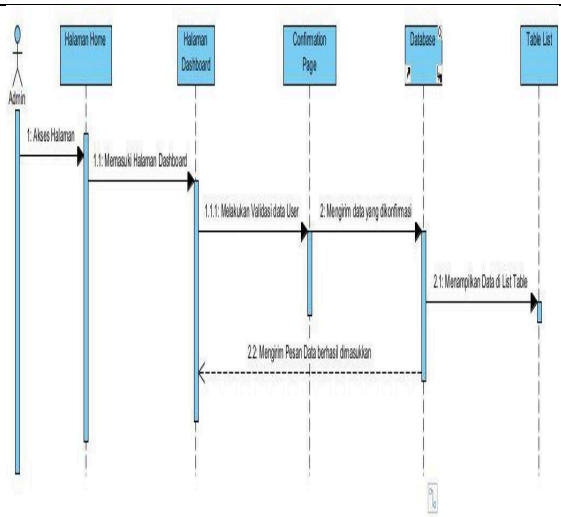 Halaman Home
Halaman
Dashboard
Confirmation
Page
Database
Table List
Admin
1: Akses Halaman
1.1: Memasuki Halaman Dashboard
1.1.1: Melakukan Validasi data User
2: Mengirim data yang dikonfirmasi
2.1: Menampilkan Data di List Table
2.2: Mengirim Pesan Data berhasil dimasukkan